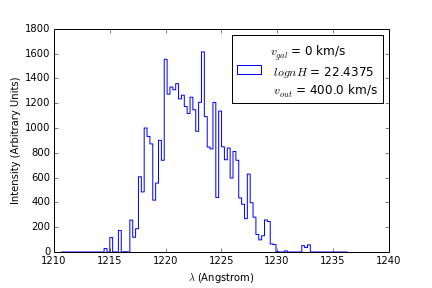 1800
1600
1400
1200
1000
800
600
400
200
0
Intensity (Arbitrary Units)
v_gal = 0 km/s
lognH = 22.4375
v_out = 400.0 km/s
1210 1215 1220 1225 1230 1235 1240
λ (Angstrom)